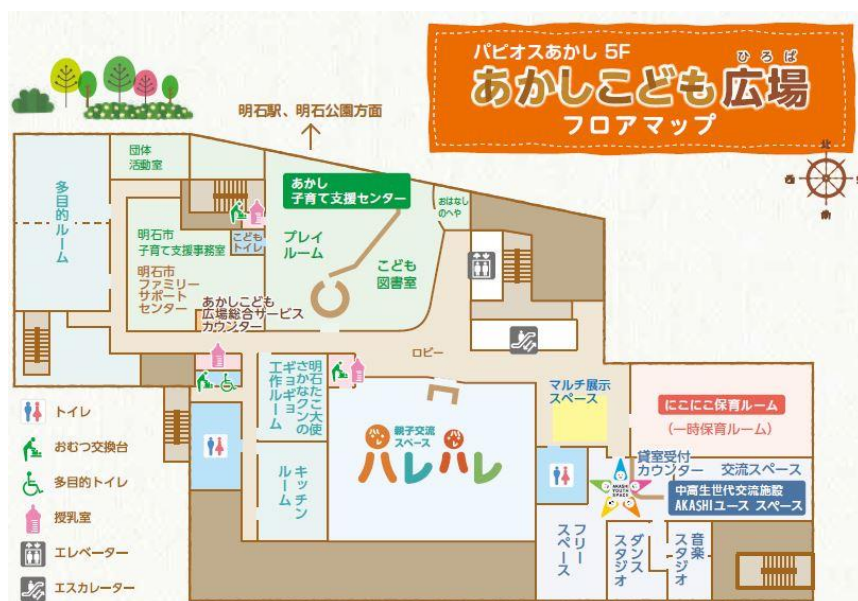 パピオスあかし 5F
ひろば
あかしこども広場
フロアマップ
北
西
南
明石駅、明石公園方面
団体
活動室
多目的ルーム
あかし
子育て支援センター
おはなし
のへや
明石市
子育て支援事務室
こども
トイレ
プレイ
ルーム
こども
図書室
明石市
ファミリー
サポート
センター
あかしこども
広場総合サービス
カウンター
ロビー
明石たこ大使
さかなクンの
ギョギョ
工作ルーム
マルチ展示
スペース
にこにこ保育ルーム
(一時保育ルーム)
親子交流
スペース
ハレハレ
キッチン
ルーム
貸室受付
カウンター
交流スペース
AKASHI
YOUTH
SPACE
中高生世代交流施設
AKASHIユース スペース
フリー
スペース
ダンス
スタジオ
音楽
スタジオ
トイレ
おむつ交換台
多目的トイレ
授乳室
エレベーター
エスカレーター